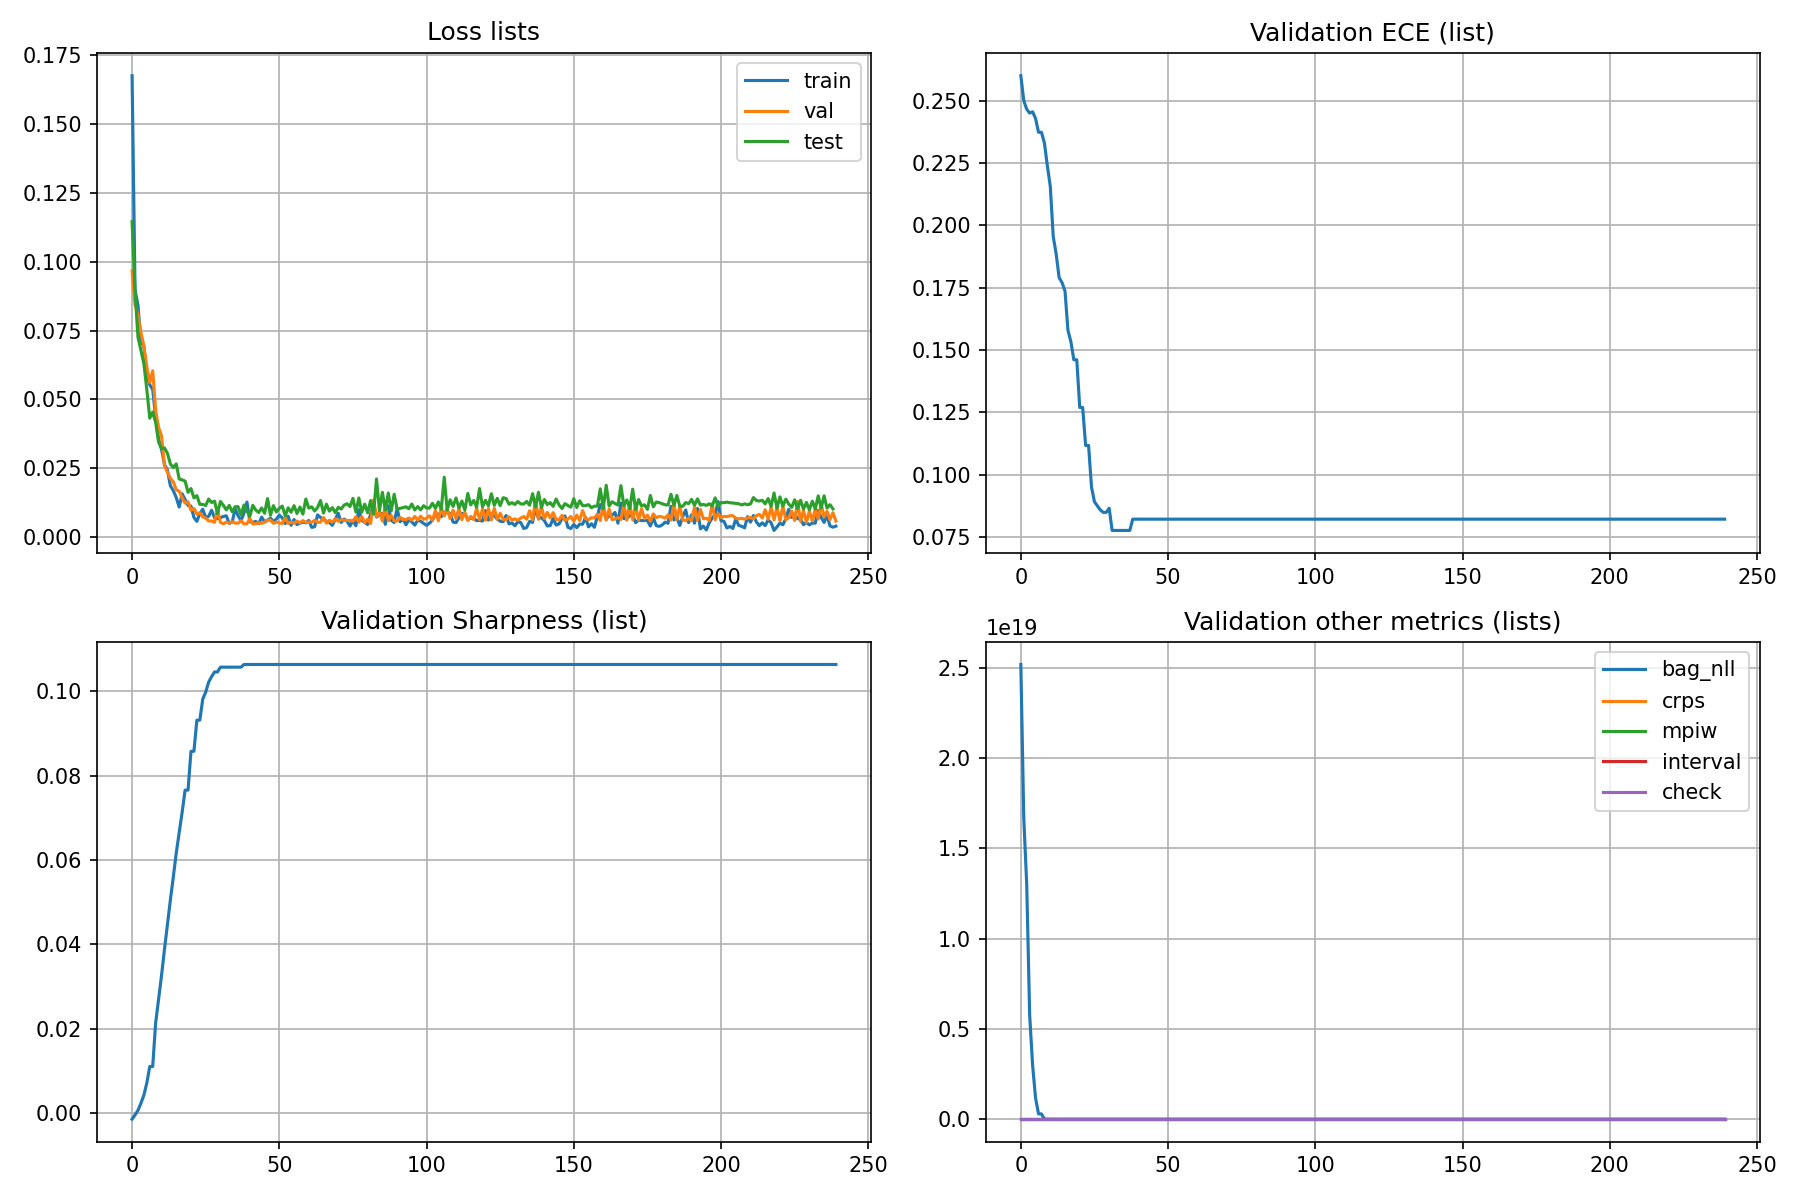 Loss lists
0.175
0.150
0.125
0.100
0.075
0.050
0.025
0.000
0 50 100 150 200 250
train
val
test
Validation ECE (list)
0.250
0.225
0.200
0.175
0.150
0.125
0.100
0.075
0 50 100 150 200 250
Validation Sharpness (list)
0.10
0.08
0.06
0.04
0.02
0.00
0 50 100 150 200 250
Validation other metrics (lists)
1e19
2.5
2.0
1.5
1.0
0.5
0.0
0 50 100 150 200 250
bag_nll
crps
mpiw
interval
check